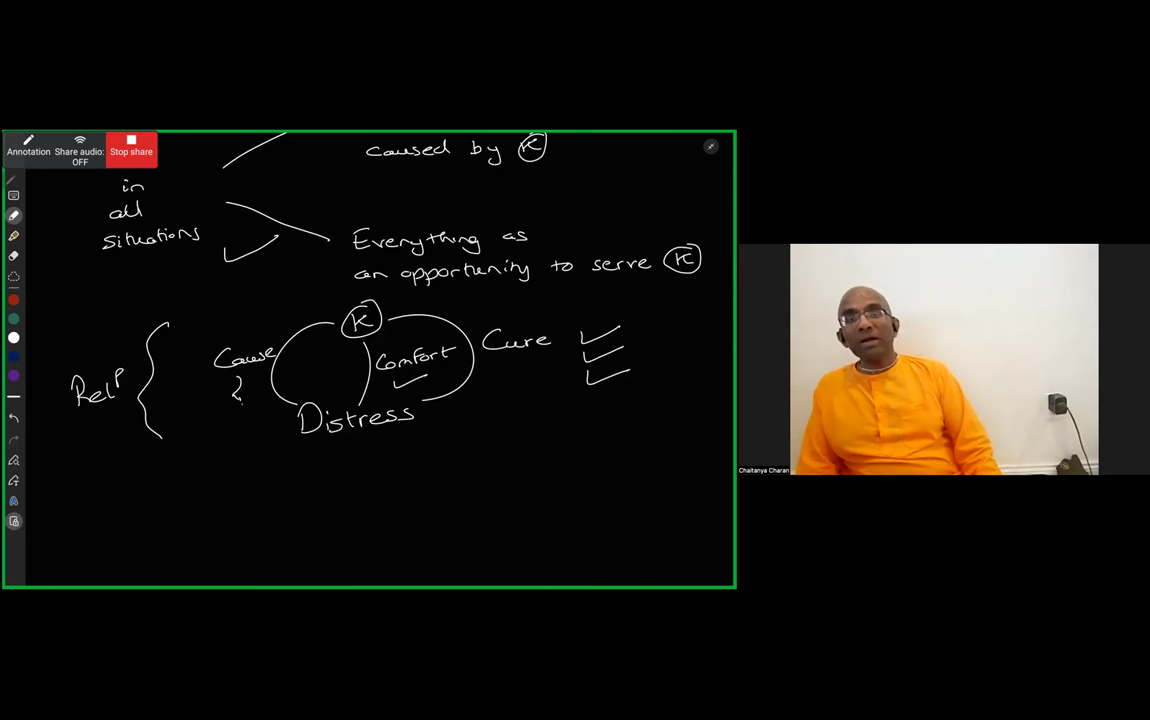 Annotation
Share audio:
OFF
Stop share
caused by K
in
all
situations
Everything as
an opportunity to serve K
K
Cause
?
Comfort
Cure
Relp
Distress
Chaitanya Charan